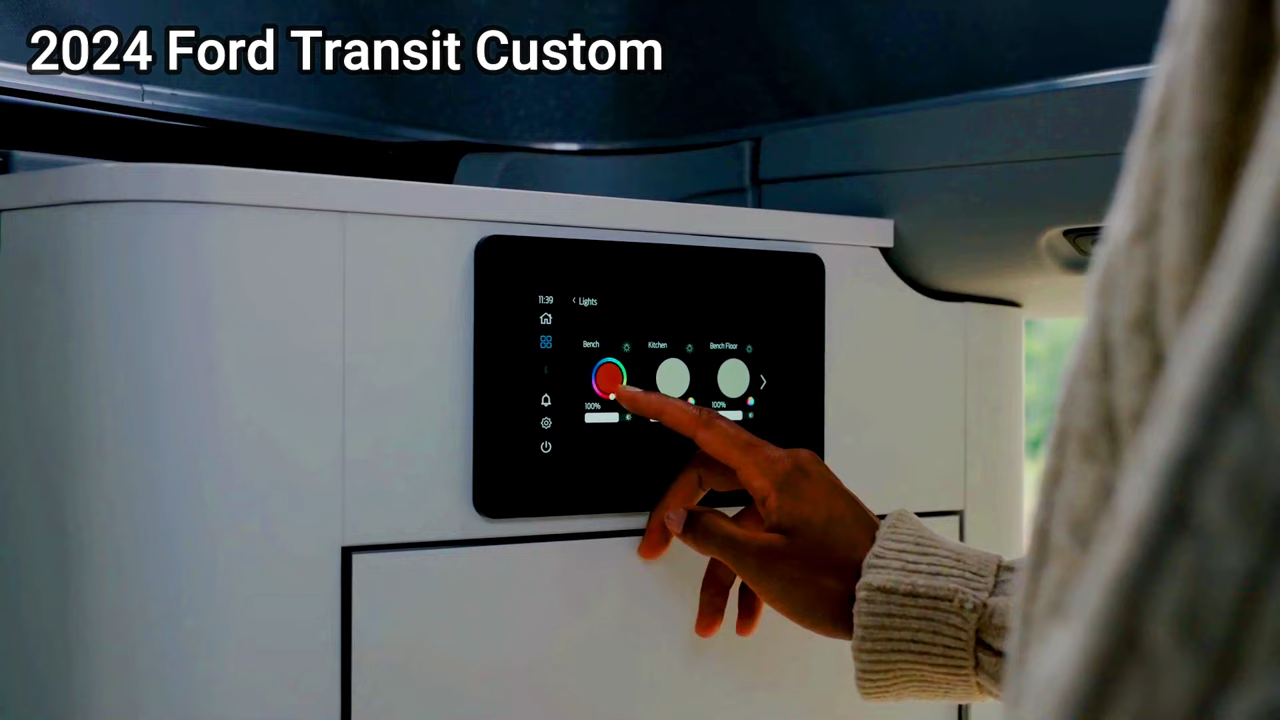 2024 Ford Transit Custom
11:39
Lights
Bench
Kitchen
Bench Floor
100%
100%